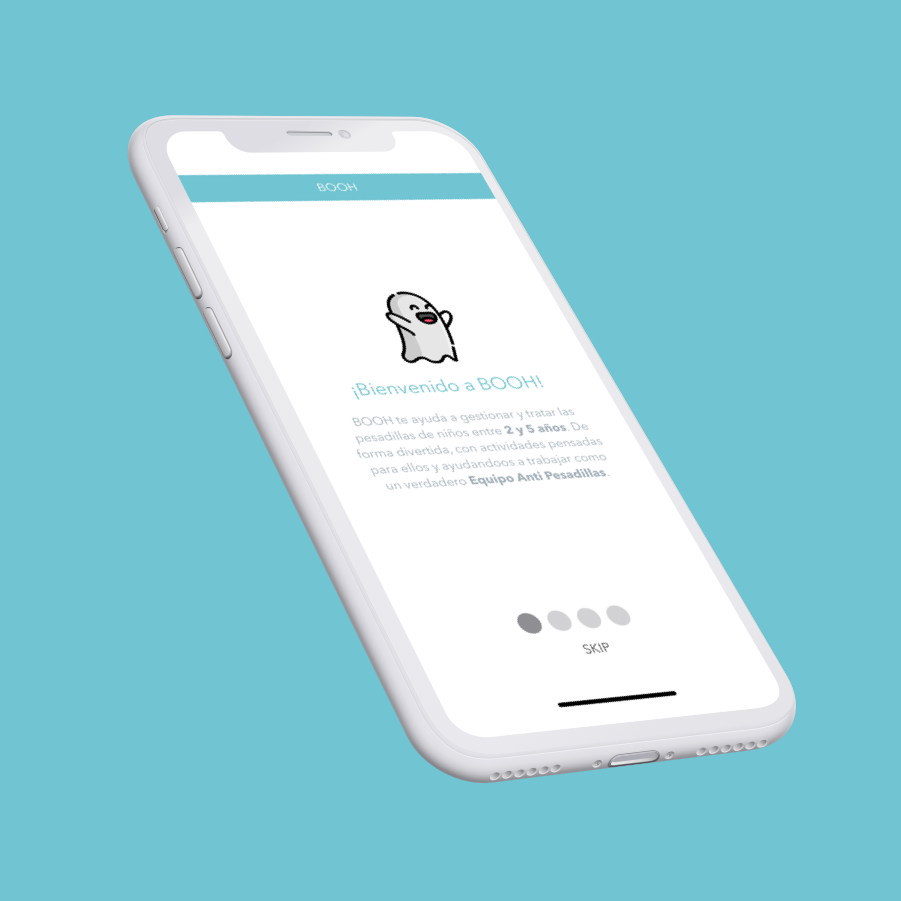 BOOH
¡Bienvenido a BOOH!
BOOH te ayuda a gestionar y tratar las
pesadillas de niños entre 2 y 5 años. De
forma divertida, con actividades pensadas
para ellos y ayudandoos a trabajar como
un verdadero Equipo Anti Pesadillas.
SKIP